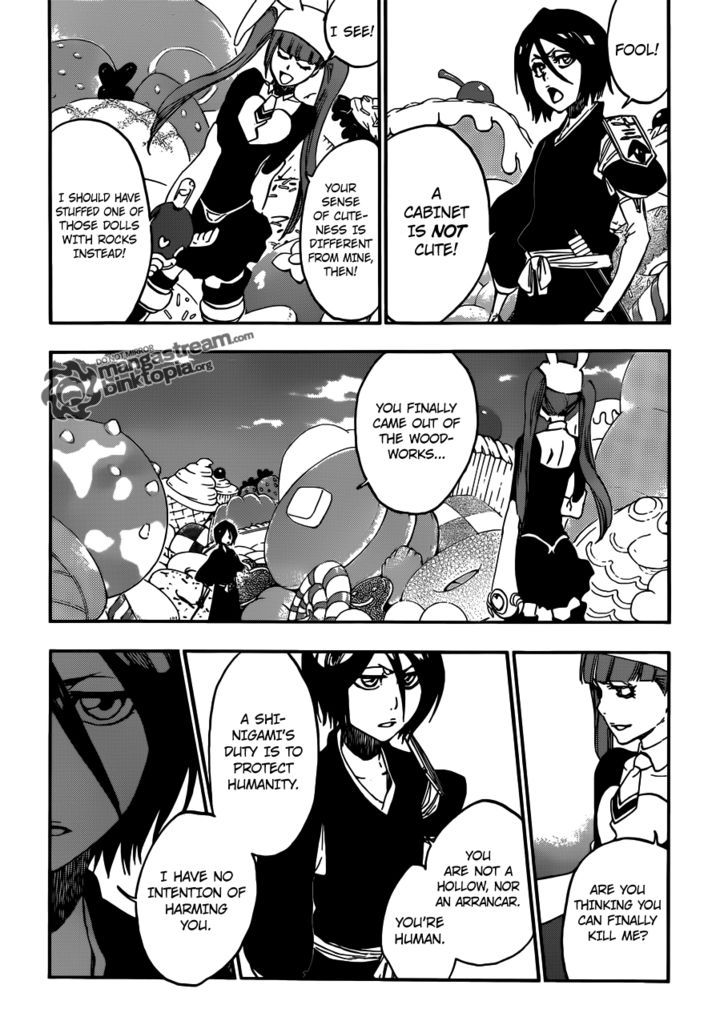 FOOL!
A
CABINET
IS NOT
CUTE!
I SEE!
YOUR
SENSE
OF CUTE-
NESS IS
DIFFERENT
FROM MINE,
THEN!
I SHOULD HAVE
STUFFED ONE OF
THOSE DOLLS
WITH ROCKS
INSTEAD!
DO NOT MIRROR
mangastream.com
binktopia.org
YOU FINALLY
CAME OUT OF
THE WOOD-
WORKS...
ARE YOU
THINKING YOU
CAN FINALLY
KILL ME?
YOU
ARE NOT A
HOLLOW, NOR
AN ARRANCAR.
YOU'RE
HUMAN.
A SHI-
NIGAMI'S
DUTY IS TO
PROTECT
HUMANITY.
I HAVE NO
INTENTION OF
HARMING
YOU.